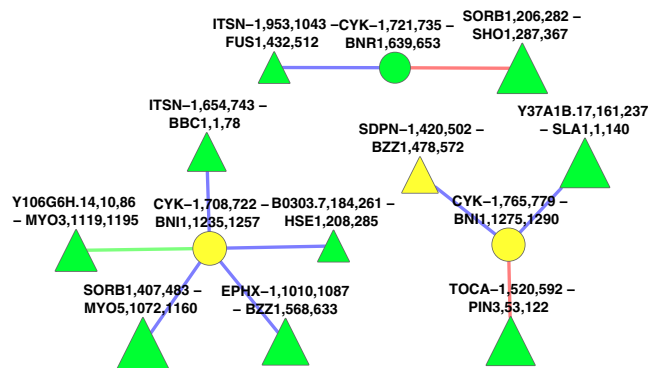 ITSN−1,953,1043 −
FUS1,432,512
CYK−1,721,735 −
BNR1,639,653
SORB1,206,282 −
SHO1,287,367
ITSN−1,654,743 −
BBC1,1,78
SDPN−1,420,502 −
BZZ1,478,572
Y37A1B.17,161,237
− SLA1,1,140
Y106G6H.14,10,86
− MYO3,1119,1195
CYK−1,708,722 −
BNI1,1235,1257
B0303.7,184,261 −
HSE1,208,285
CYK−1,765,779 −
BNI1,1275,1290
SORB1,407,483 −
MYO5,1072,1160
EPHX−1,1010,1087
− BZZ1,568,633
TOCA−1,520,592 −
PIN3,53,122